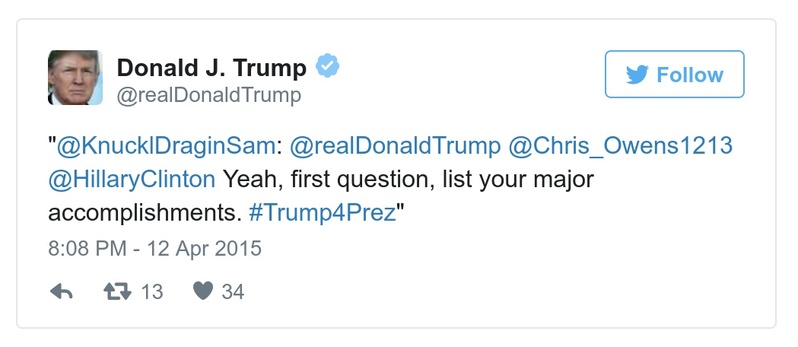 Donald J. Trump
@realDonaldTrump
Follow
"@KnucklDraginSam: @realDonaldTrump @Chris_Owens1213
@HillaryClinton Yeah, first question, list your major
accomplishments. #Trump4Prez"
8:08 PM - 12 Apr 2015
13 34